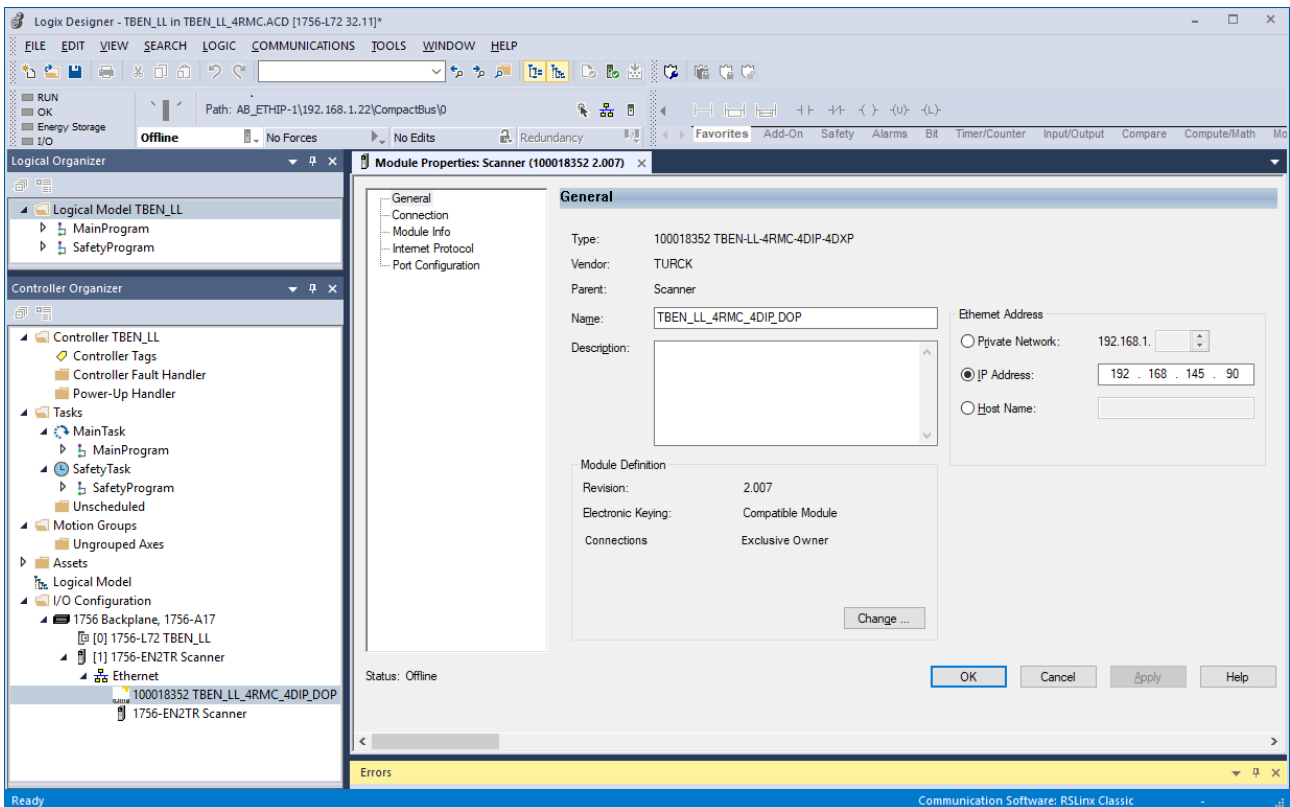 Logix Designer - TBEN_LL in TBEN_LL_4RMC.ACD [1756-L72 32.11]*
FILE EDIT VIEW SEARCH LOGIC COMMUNICATIONS TOOLS WINDOW HELP
RUN
OK
Energy Storage
I/O
Path: AB_ETHIP-1\192.168.1.22\CompactBus\0
Offline
No Forces
No Edits
Redundancy
Favorites Add-On Safety Alarms Bit Timer/Counter Input/Output Compare Compute/Math Mo
Logical Organizer
Logical Model TBEN_LL
MainProgram
SafetyProgram
Controller Organizer
Controller TBEN_LL
Controller Tags
Controller Fault Handler
Power-Up Handler
Tasks
MainTask
MainProgram
SafetyTask
SafetyProgram
Unscheduled
Motion Groups
Ungrouped Axes
Assets
Logical Model
I/O Configuration
1756 Backplane, 1756-A17
[0] 1756-L72 TBEN_LL
[1] 1756-EN2TR Scanner
Ethernet
100018352 TBEN_LL_4RMC_4DIP_DOP
1756-EN2TR Scanner
Module Properties: Scanner (100018352 2.007)
General
Connection
Module Info
Internet Protocol
Port Configuration
General
Type: 100018352 TBEN-LL-4RMC-4DIP-4DXP
Vendor: TURCK
Parent: Scanner
Name: TBEN_LL_4RMC_4DIP_DOP
Description:
Ethernet Address
Private Network: 192.168.1.
IP Address: 192 . 168 . 145 . 90
Host Name:
Module Definition
Revision: 2.007
Electronic Keying: Compatible Module
Connections Exclusive Owner
Change ...
Status: Offline
OK Cancel Apply Help
Errors
Ready
Communication Software: RSLinx Classic